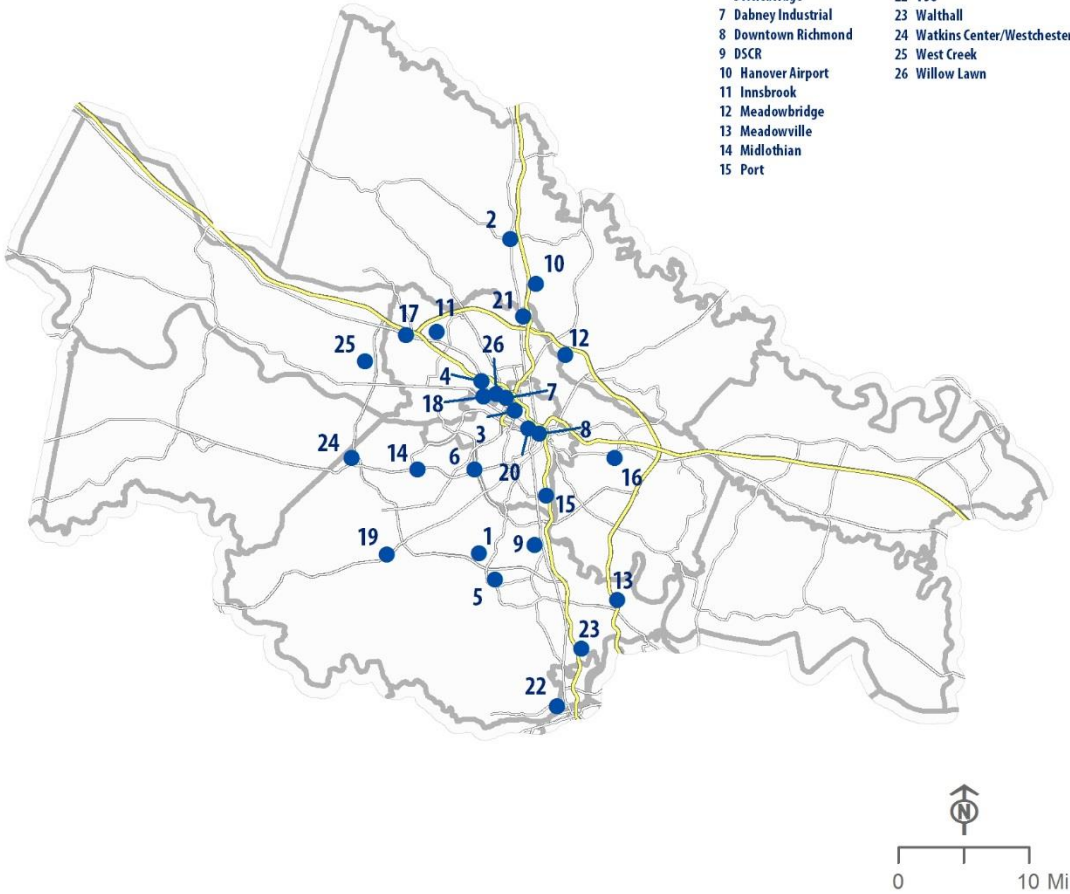 7 Dabney Industrial
8 Downtown Richmond
9 DSCR
10 Hanover Airport
11 Innsbrook
12 Meadowbridge
13 Meadowville
14 Midlothian
15 Port
23 Walthall
24 Watkins Center/Westchester
25 West Creek
26 Willow Lawn
2
10
21
17
11
12
26
25
4
7
18
3
8
24
14
6
20
16
15
19
1
9
5
13
23
22
N
0
10 Mi